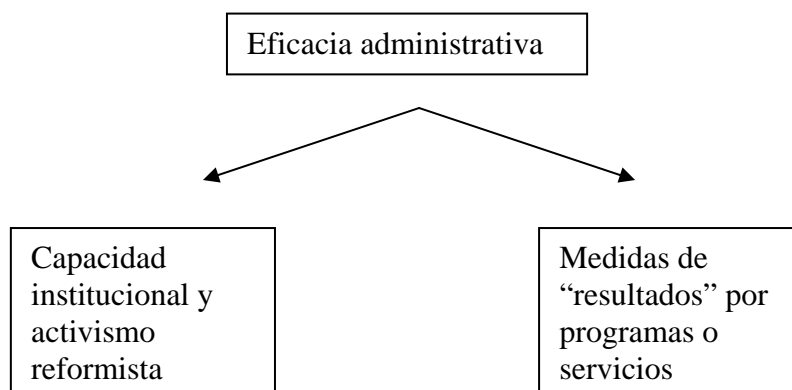 Eficacia administrativa
Capacidad
institucional y
activismo
reformista
Medidas de
“resultados” por
programas o
servicios